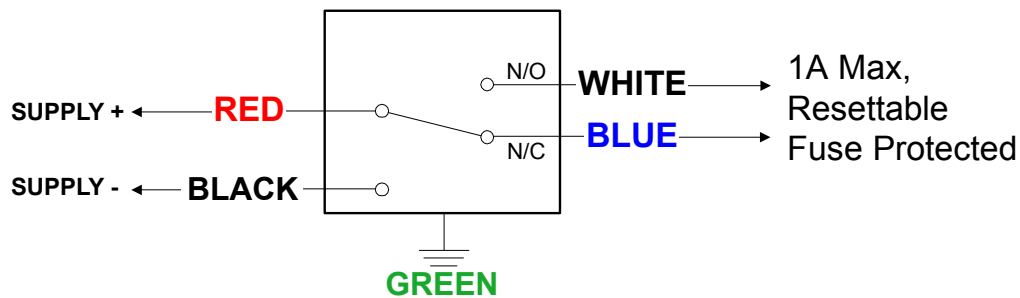 N/O
WHITE
1A Max,
Resettable
Fuse Protected
SUPPLY +
RED
BLUE
N/C
SUPPLY -
BLACK
GREEN